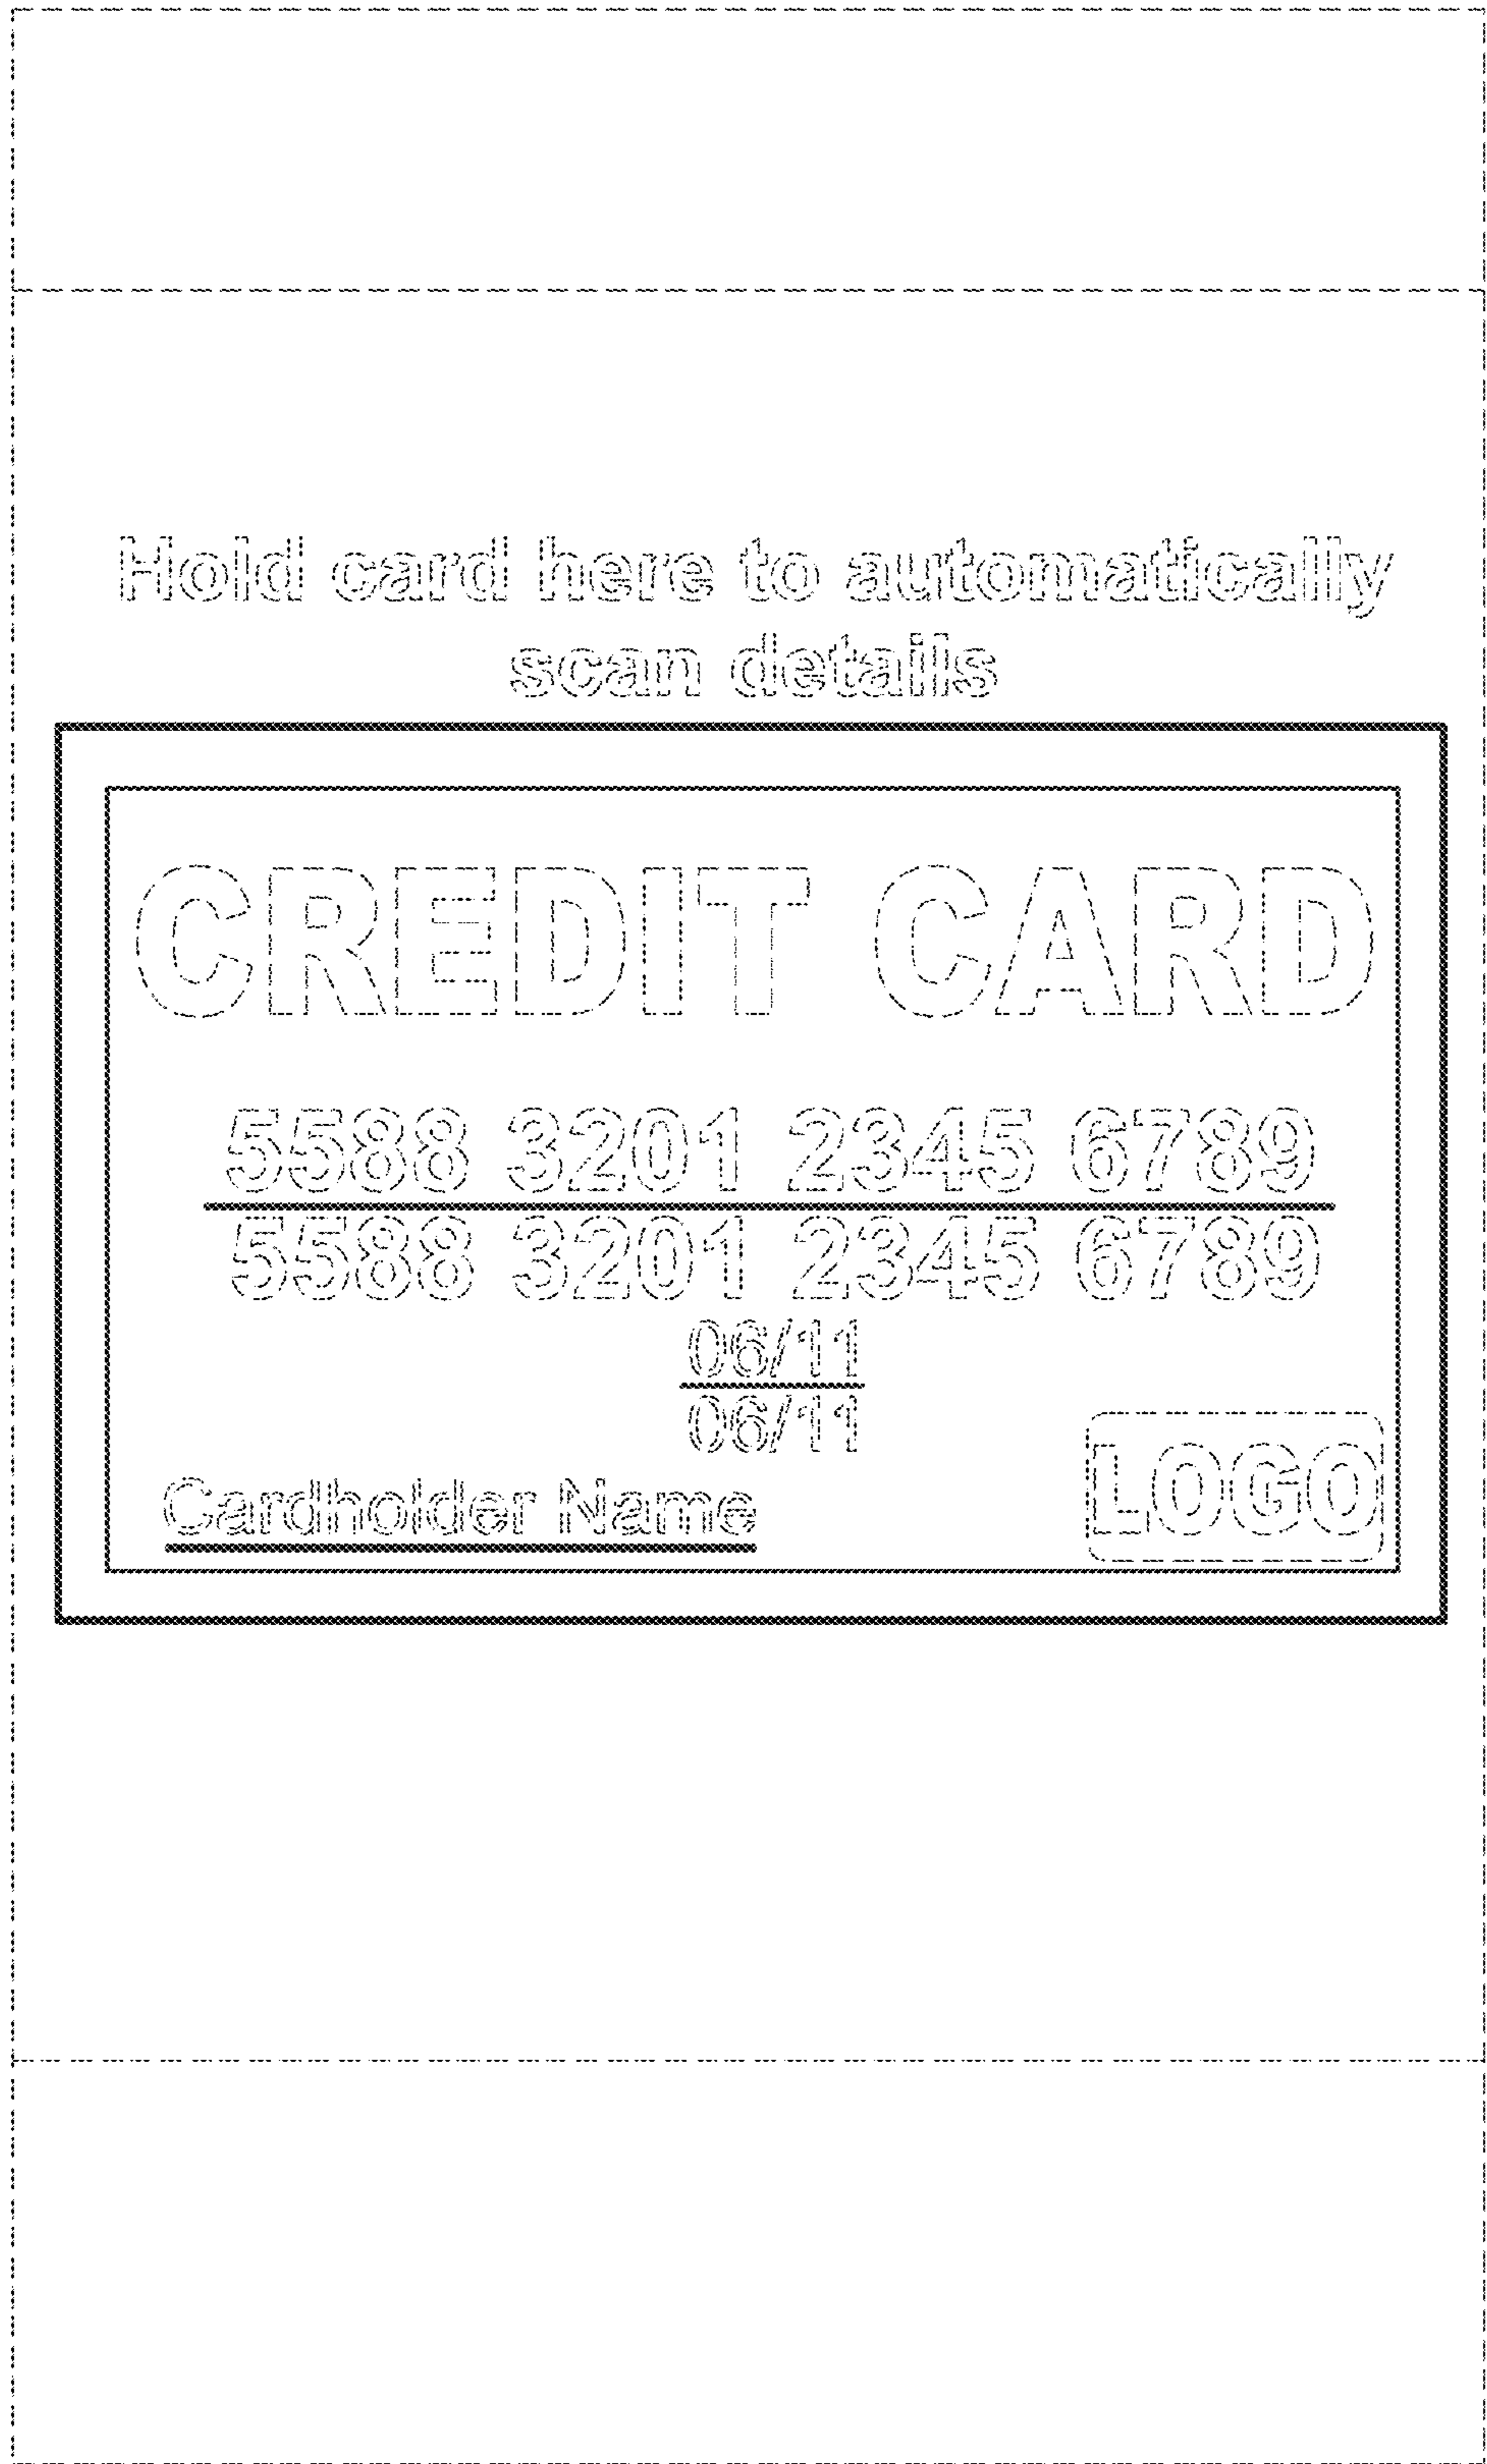 Hold card here to automatically
scan details
CREDIT CARD
5588 3201 2345 6789
5588 3201 2345 6789
06/11
06/11
Cardholder Name
LOGO